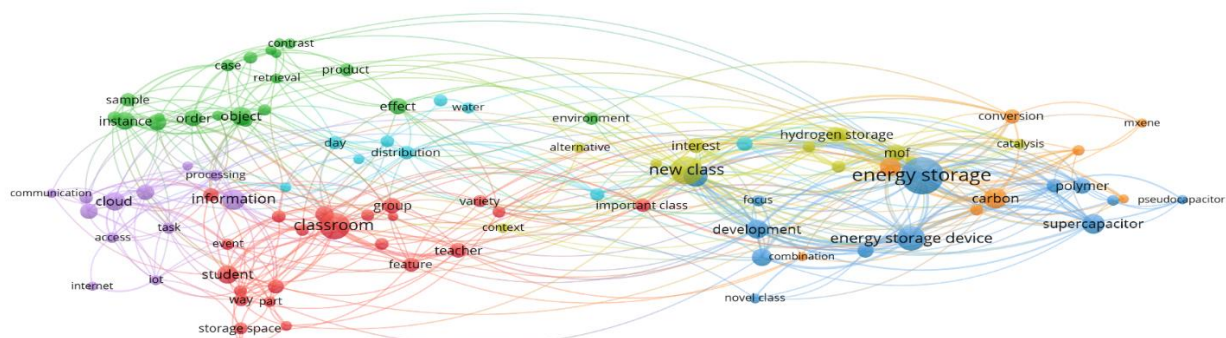 contrast
case
retrieval
product
sample
effect
water
instance
order
object
environment
conversion
mxene
day
distribution
alternative
interest
hydrogen storage
catalysis
mof
processing
new class
energy storage
communication
cloud
information
polymer
pseudocapacitor
carbon
group
variety
important class
focus
access
task
classroom
context
development
supercapacitor
event
teacher
energy storage device
feature
combination
student
internet
iot
way
part
novel class
storage space